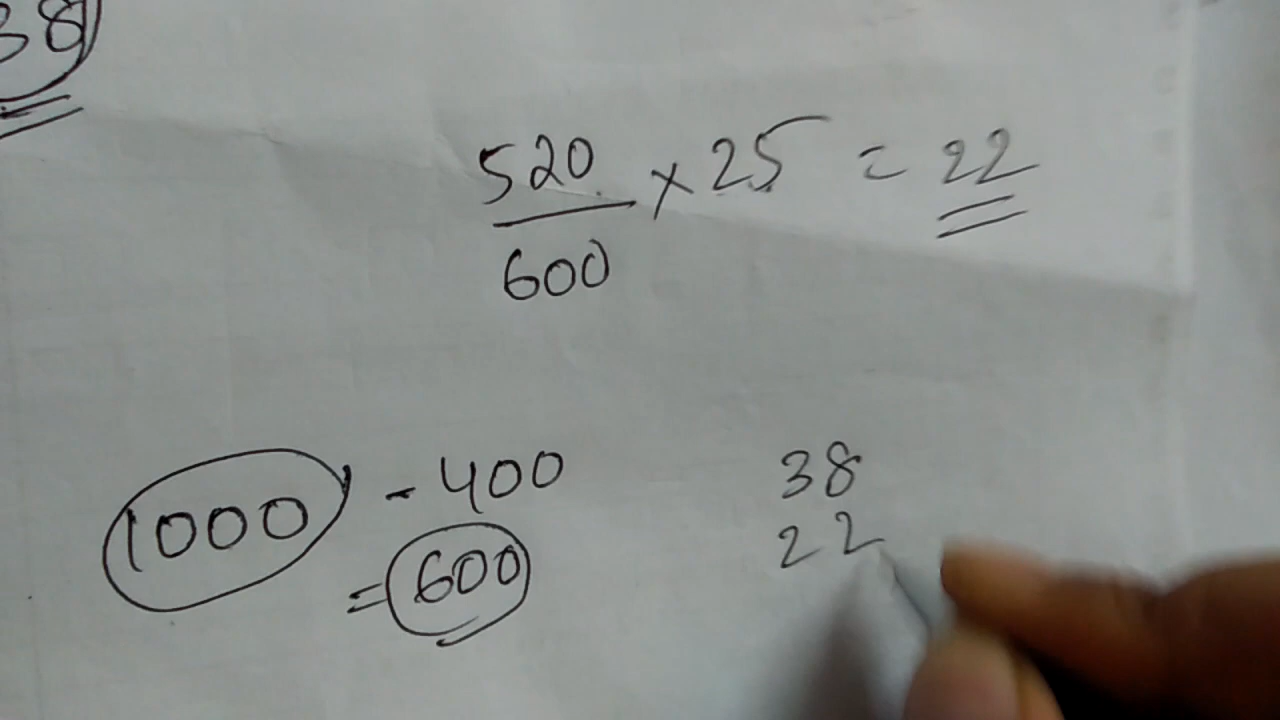 38
520/600 × 25 = 22
1000 - 400
= 600
38
22